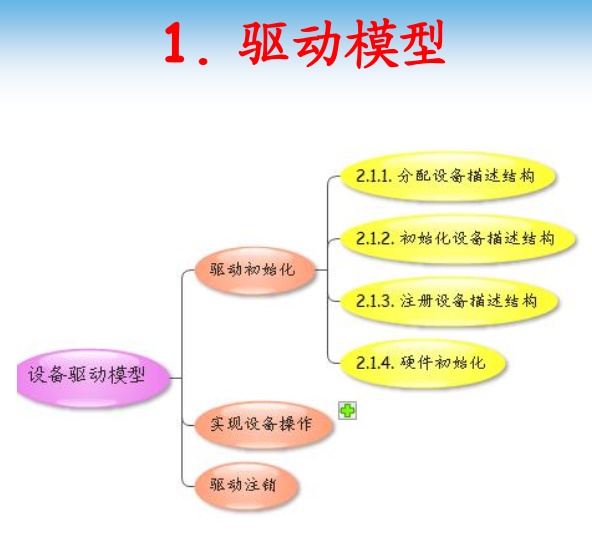 1. 驱动模型
设备驱动模型
驱动初始化
2.1.1. 分配设备描述结构
2.1.2. 初始化设备描述结构
2.1.3. 注册设备描述结构
2.1.4. 硬件初始化
实现设备操作
驱动注销